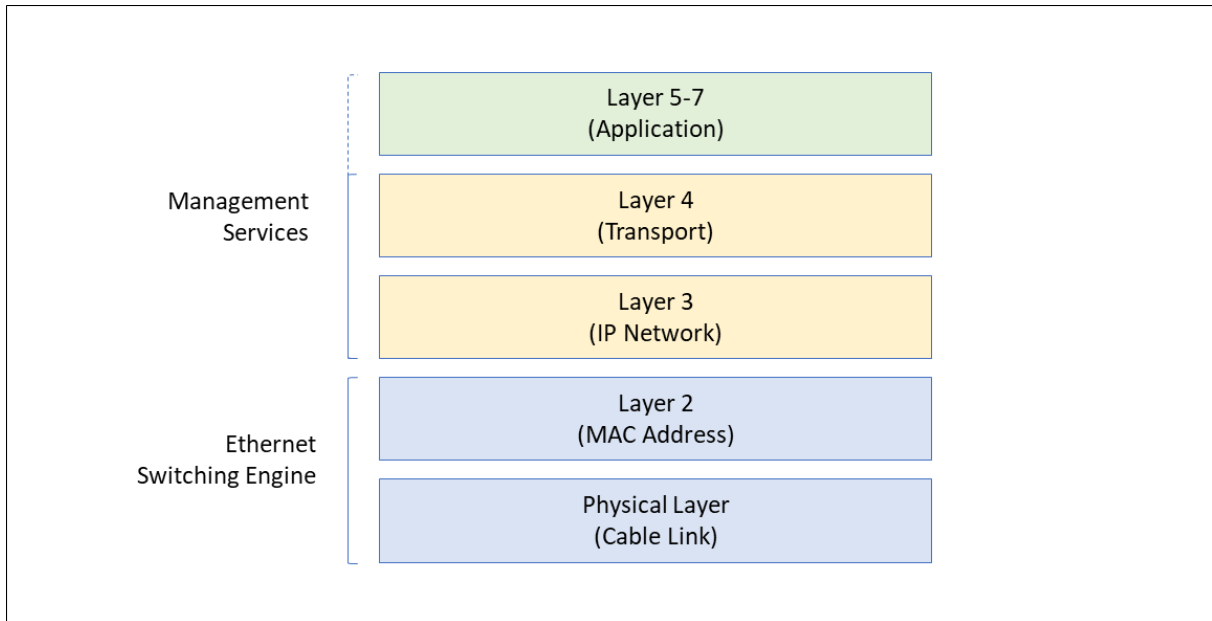 Layer 5-7
(Application)
Management
Services
Layer 4
(Transport)
Layer 3
(IP Network)
Ethernet
Switching Engine
Layer 2
(MAC Address)
Physical Layer
(Cable Link)